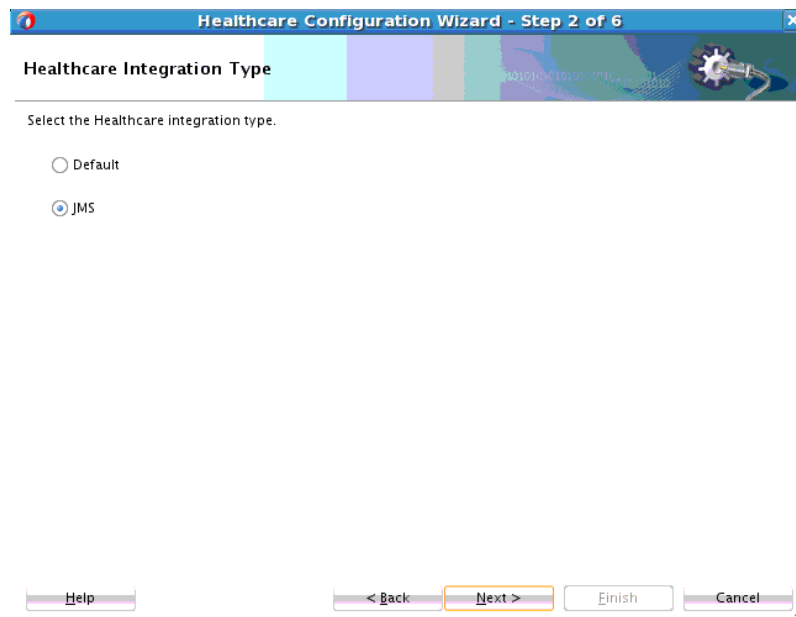 Healthcare Configuration Wizard - Step 2 of 6
Healthcare Integration Type
Select the Healthcare integration type.
Default
JMS
Help
< Back
Next >
Finish
Cancel